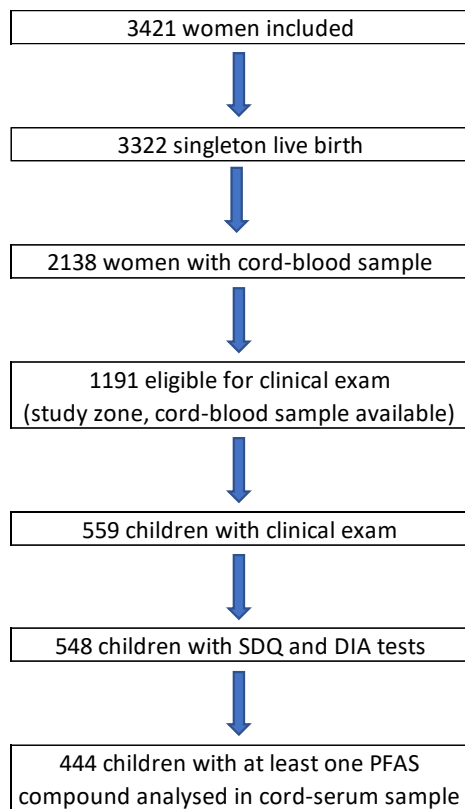 3421 women included
3322 singleton live birth
2138 women with cord-blood sample
1191 eligible for clinical exam
(study zone, cord-blood sample available)
559 children with clinical exam
548 children with SDQ and DIA tests
444 children with at least one PFAS
compound analysed in cord-serum sample